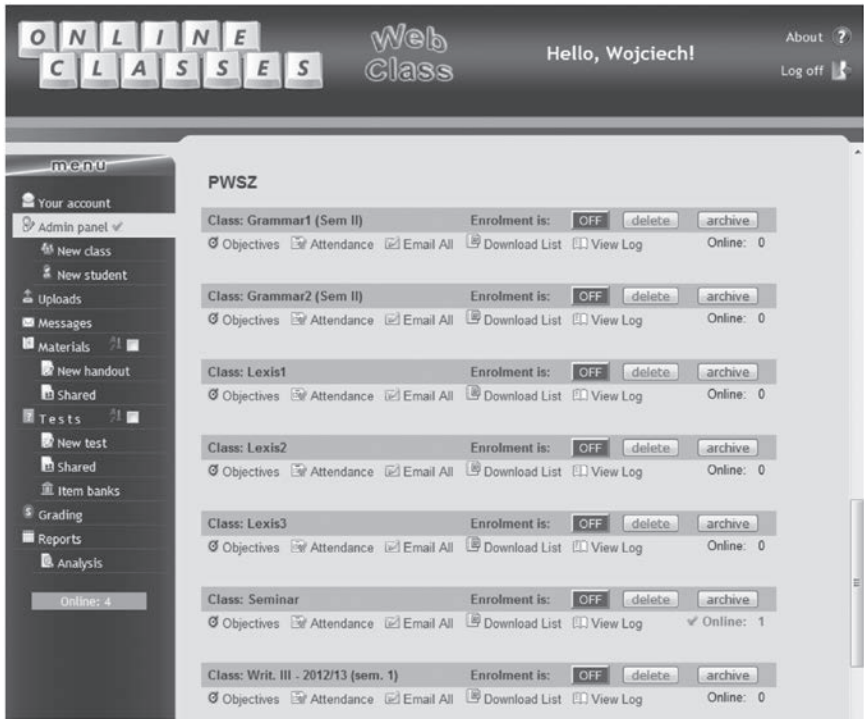 ONLINE
CLASSES
Web
Class
Hello, Wojciech!
About ?
Log off
menu
Your account
Admin panel
New class
New student
Uploads
Messages
Materials
New handout
Shared
Tests
New test
Shared
Item banks
Grading
Reports
Analysis
Online: 4
PWSZ
Class: Grammar1 (Sem II) Enrolment is: OFF delete archive
Objectives Attendance Email All Download List View Log Online: 0
Class: Grammar2 (Sem II) Enrolment is: OFF delete archive
Objectives Attendance Email All Download List View Log Online: 0
Class: Lexis1 Enrolment is: OFF delete archive
Objectives Attendance Email All Download List View Log Online: 0
Class: Lexis2 Enrolment is: OFF delete archive
Objectives Attendance Email All Download List View Log Online: 0
Class: Lexis3 Enrolment is: OFF delete archive
Objectives Attendance Email All Download List View Log Online: 0
Class: Seminar Enrolment is: OFF delete archive
Objectives Attendance Email All Download List View Log Online: 1
Class: Writ. III - 2012/13 (sem. 1) Enrolment is: OFF delete archive
Objectives Attendance Email All Download List View Log Online: 0